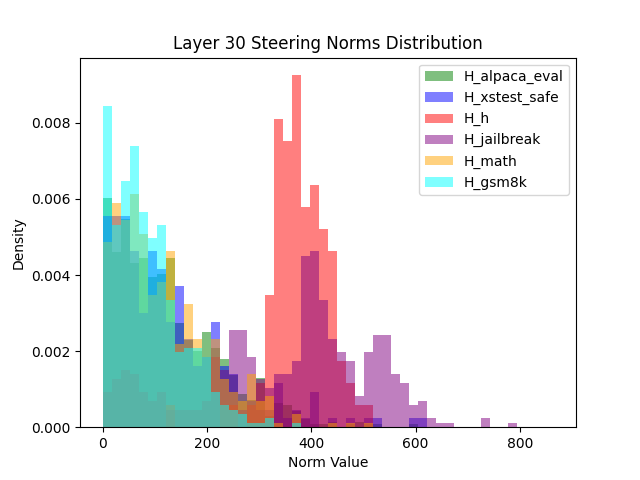 Layer 30 Steering Norms Distribution
H_alpaca_eval
H_xstest_safe
H_h
H_jailbreak
H_math
H_gsm8k
Density
0.008
0.006
0.004
0.002
0.000
0
200
400
600
800
Norm Value